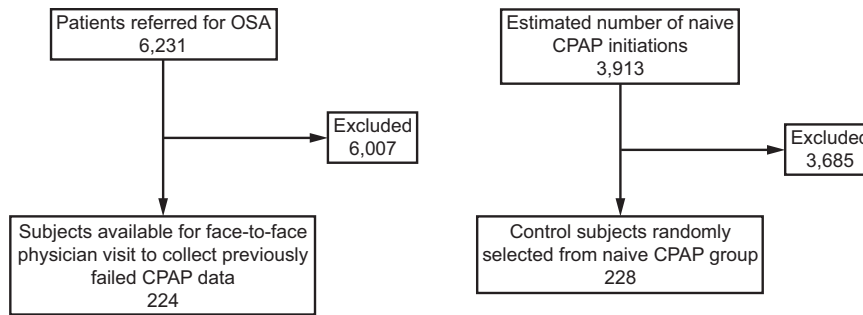 Patients referred for OSA
6,231
Excluded
6,007
Subjects available for face-to-face
physician visit to collect previously
failed CPAP data
224
Estimated number of naive
CPAP initiations
3,913
Excluded
3,685
Control subjects randomly
selected from naive CPAP group
228